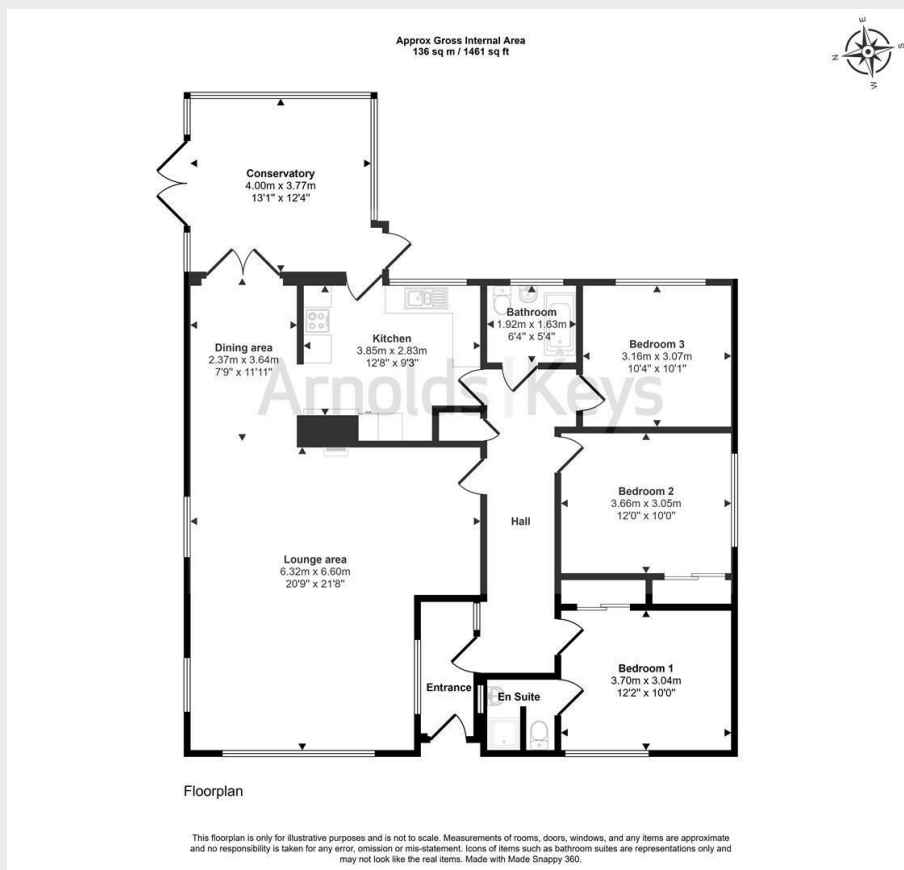 Approx Gross Internal Area
136 sq m / 1461 sq ft
E
N
S
W
Conservatory
4.00m x 3.77m
13'1" x 12'4"
Dining area
2.37m x 3.64m
7'9" x 11'11"
Kitchen
3.85m x 2.83m
12'8" x 9'3"
Bathroom
1.92m x 1.63m
6'4" x 5'4"
Bedroom 3
3.16m x 3.07m
10'4" x 10'1"
Arnolds | Keys
Bedroom 2
3.66m x 3.05m
12'0" x 10'0"
Hall
Lounge area
6.32m x 6.60m
20'9" x 21'8"
Bedroom 1
3.70m x 3.04m
12'2" x 10'0"
Entrance
En Suite
Floorplan
This floorplan is only for illustrative purposes and is not to scale. Measurements of rooms, doors, windows, and any items are approximate
and no responsibility is taken for any error, omission or mis-statement. Icons of items such as bathroom suites are representations only and
may not look like the real items. Made with Made Snappy 360.